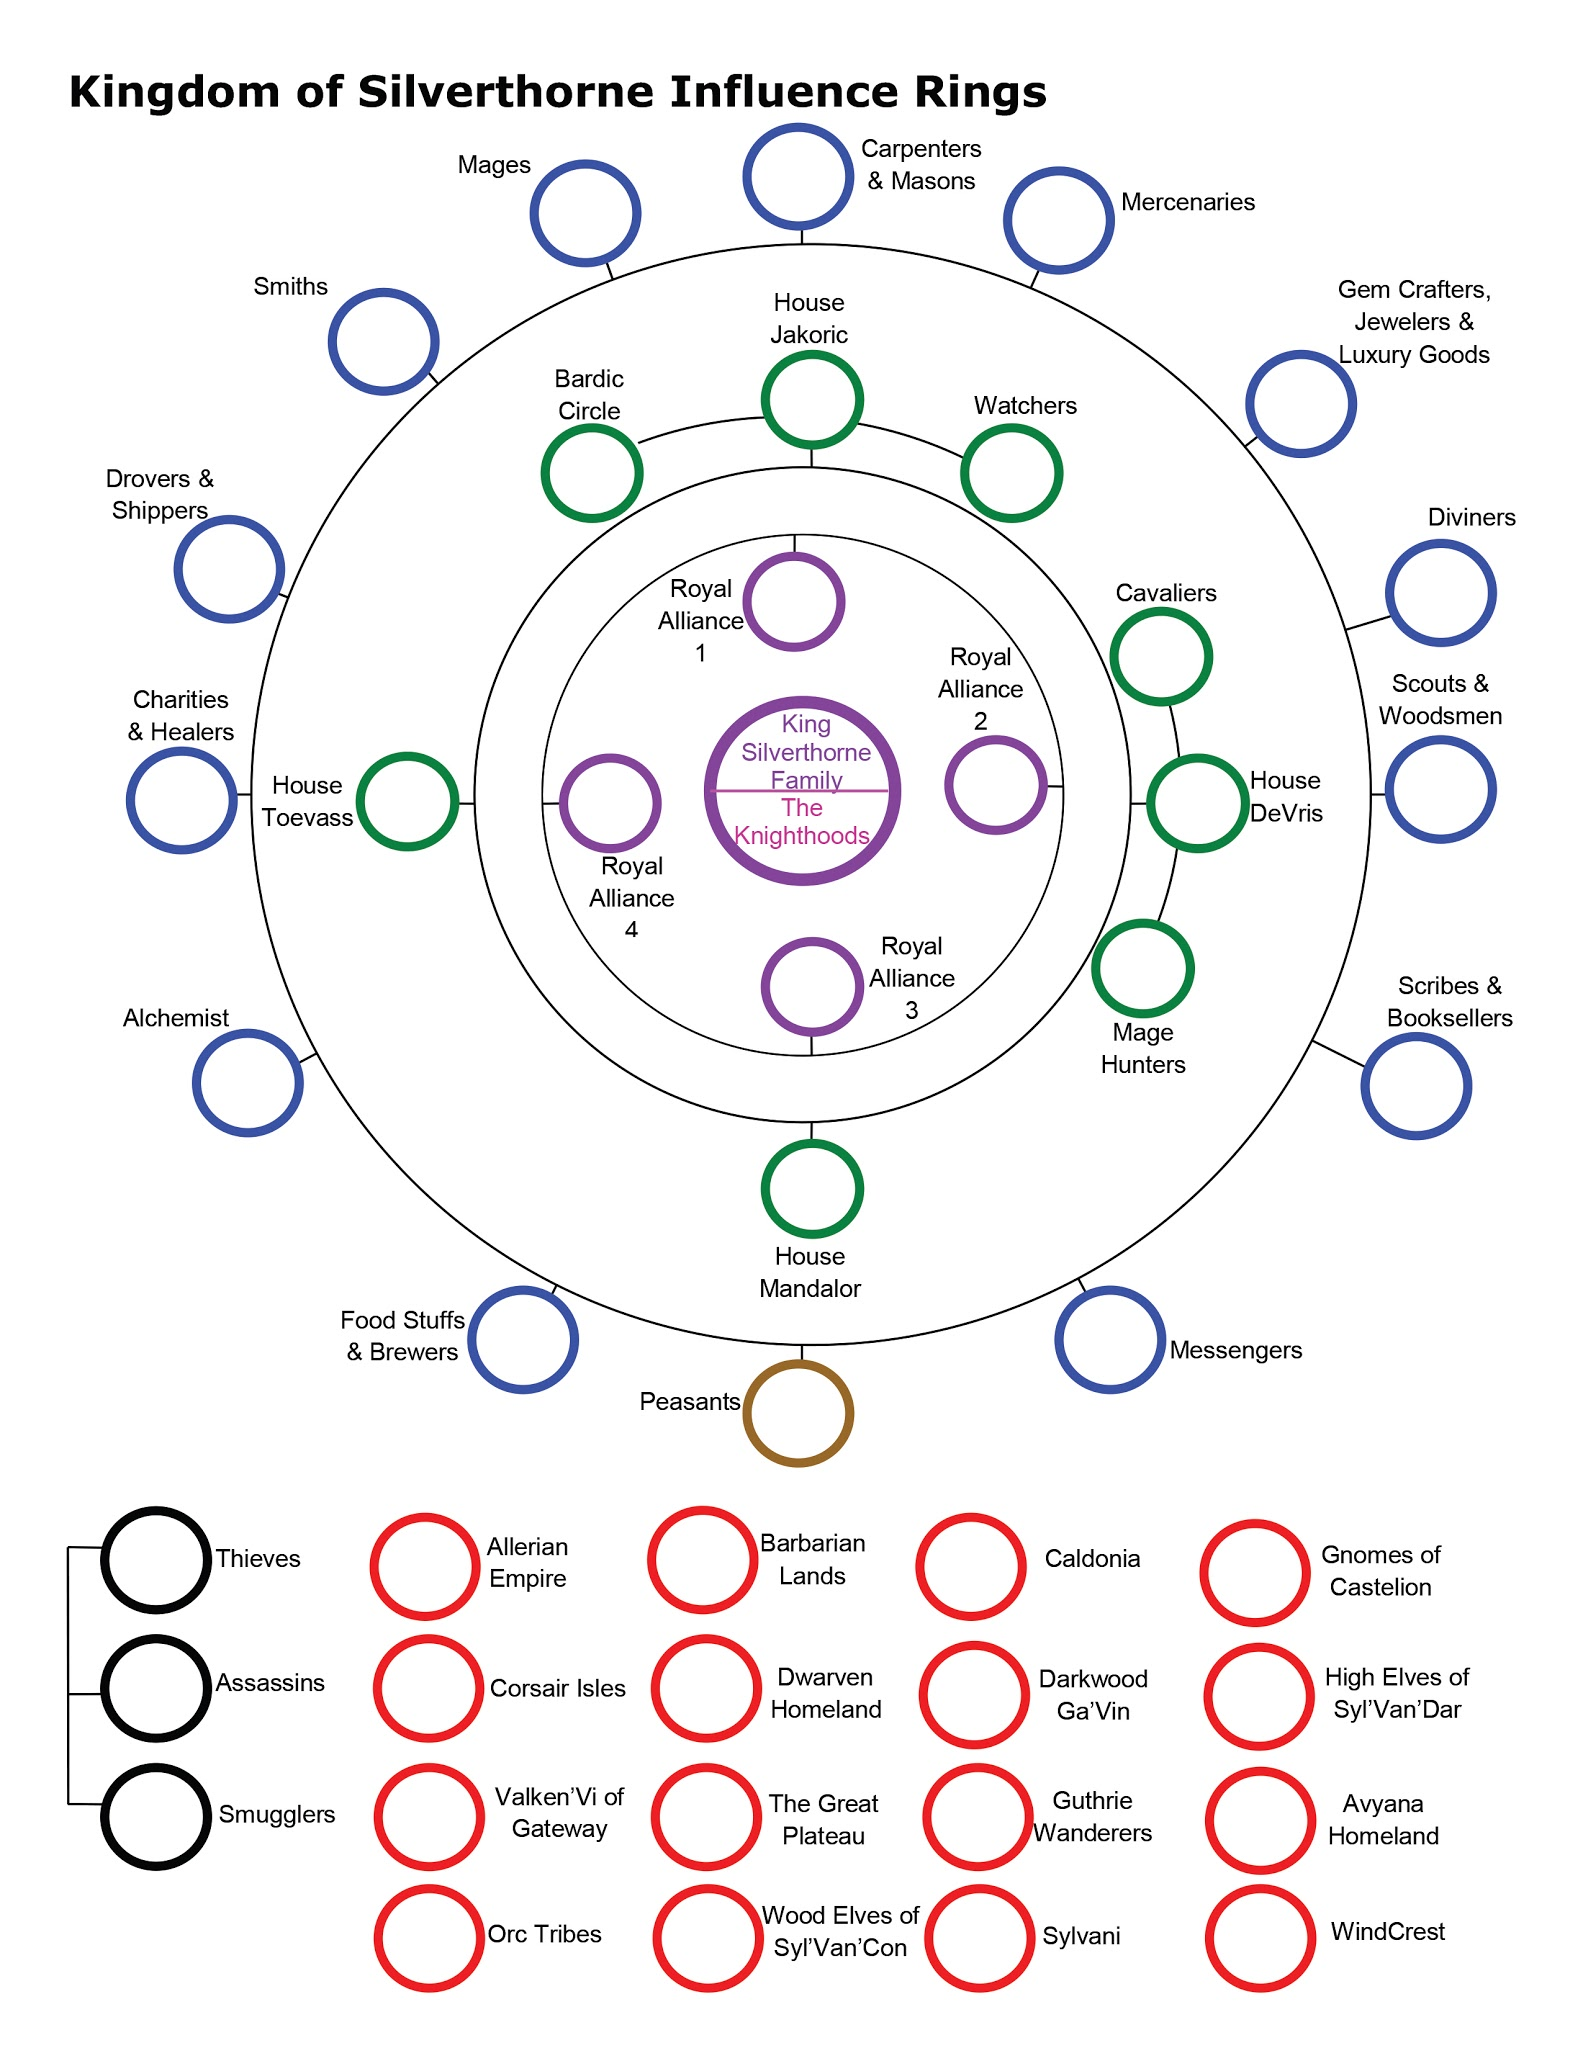 Kingdom of Silverthorne Influence Rings
Carpenters
& Masons
Mages
Mercenaries
Smiths
Gem Crafters,
Jewelers &
Luxury Goods
House
Jakoric
Bardic
Circle
Watchers
Drovers &
Shippers
Diviners
Royal
Alliance
1
Cavaliers
Royal
Alliance
2
Scouts &
Woodsmen
Charities
& Healers
King
Silverthorne
Family
The
Knighthoods
House
Toevass
House
DeVris
Royal
Alliance
4
Royal
Alliance
3
Scribes &
Booksellers
Alchemist
Mage
Hunters
House
Mandalor
Food Stuffs
& Brewers
Messengers
Peasants
Thieves
Allerian
Empire
Barbarian
Lands
Caldonia
Gnomes of
Castelion
Assassins
Corsair Isles
Dwarven
Homeland
Darkwood
Ga’Vin
High Elves of
Syl’Van’Dar
Smugglers
Valken’Vi of
Gateway
The Great
Plateau
Guthrie
Wanderers
Avyana
Homeland
Orc Tribes
Wood Elves of
Syl’Van’Con
Sylvani
WindCrest